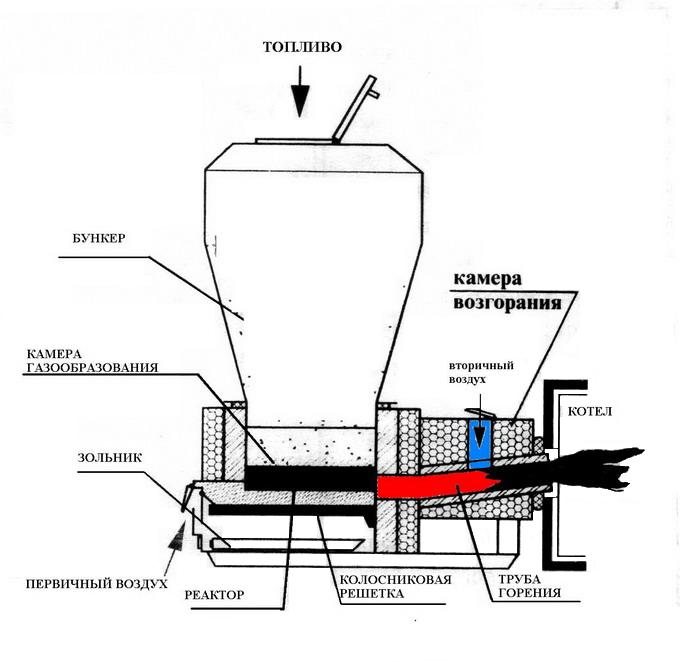 ТОПЛИВО
БУНКЕР
камера
возгорания
КАМЕРА
ГАЗООБРАЗОВАНИЯ
вторичный
воздух
КОТЕЛ
ЗОЛЬНИК
ПЕРВИЧНЫЙ ВОЗДУХ
РЕАКТОР
КОЛОСНИКОВАЯ
РЕШЕТКА
ТРУБА
ГОРЕНИЯ